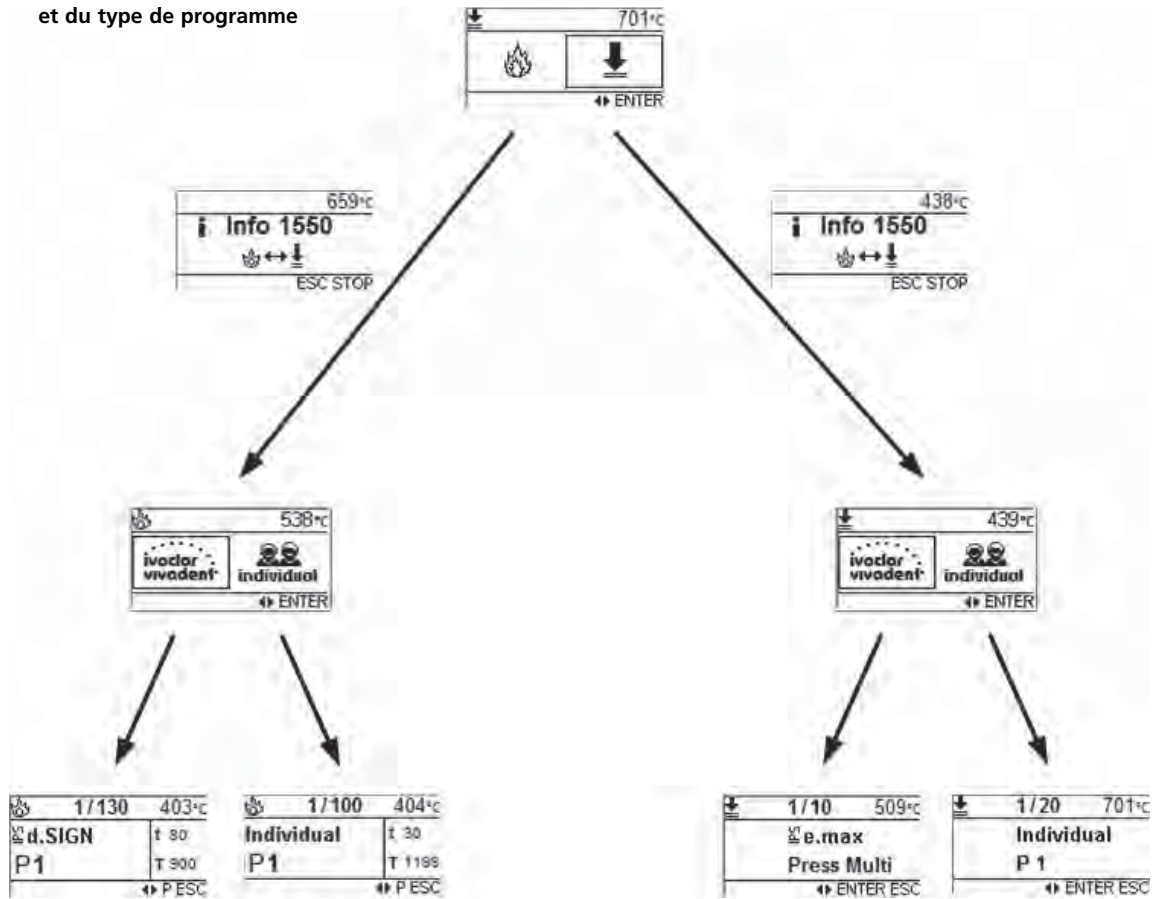 et du type de programme
701°C
ENTER
659°C
i Info 1550
ESC STOP
438°C
i Info 1550
ESC STOP
538°C
ivoclar vivadent individual
ENTER
439°C
ivoclar vivadent individual
ENTER
1/130 403°C
IPS d.SIGN t 80
P1 T 900
P ESC
1/100 404°C
Individual t 30
P1
P ESC
1/10 509°C
IPS e.max
Press Multi
ENTER ESC
1/20 701°C
Individual
P 1
ENTER ESC